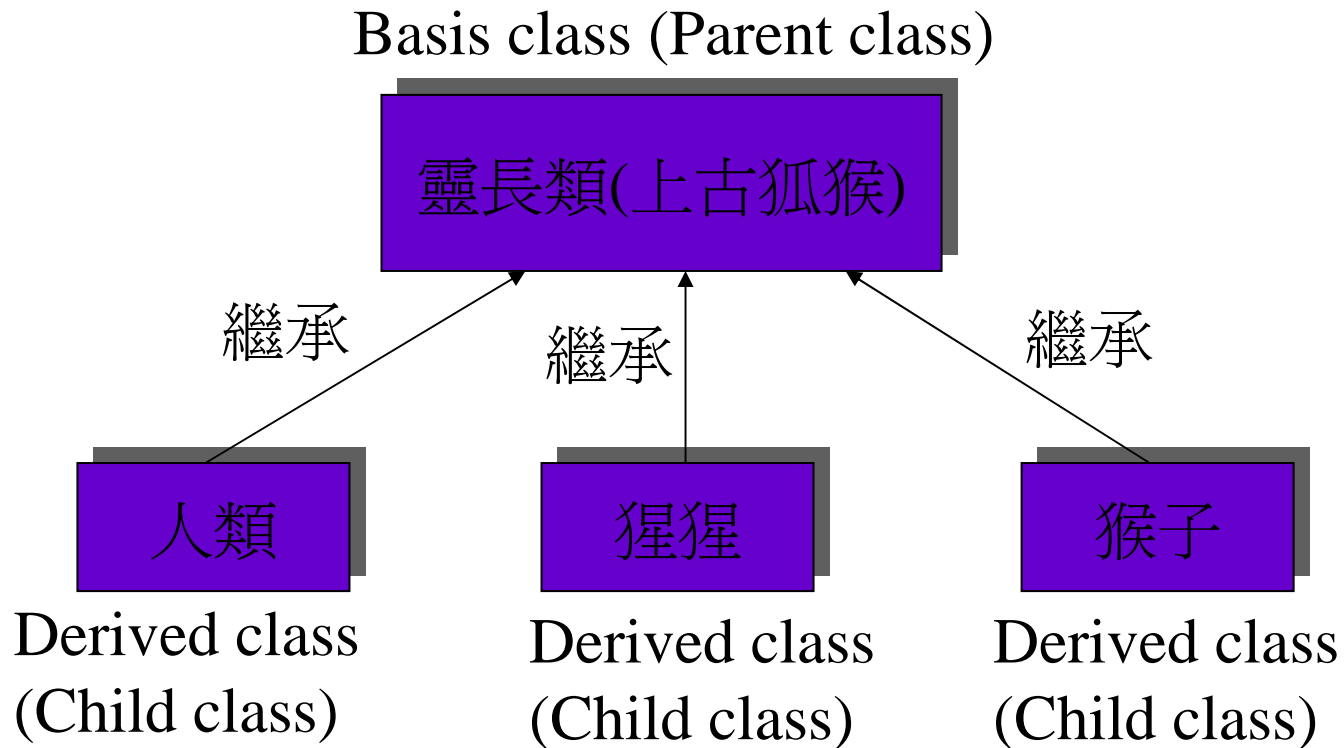 Basis class (Parent class)
靈長類(上古狐猴)
繼承
繼承
繼承
人類
猩猩
猴子
Derived class
(Child class)
Derived class
(Child class)
Derived class
(Child class)